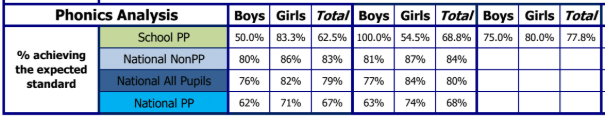 Phonics Analysis Boys Girls Total Boys Girls Total Boys Girls Total
% achieving the expected standard
School PP 50.0% 83.3% 62.5% 100.0% 54.5% 68.8% 75.0% 80.0% 77.8%
National NonPP 80% 86% 83% 81% 87% 84%
National All Pupils 76% 82% 79% 77% 84% 80%
National PP 62% 71% 67% 63% 74% 68%